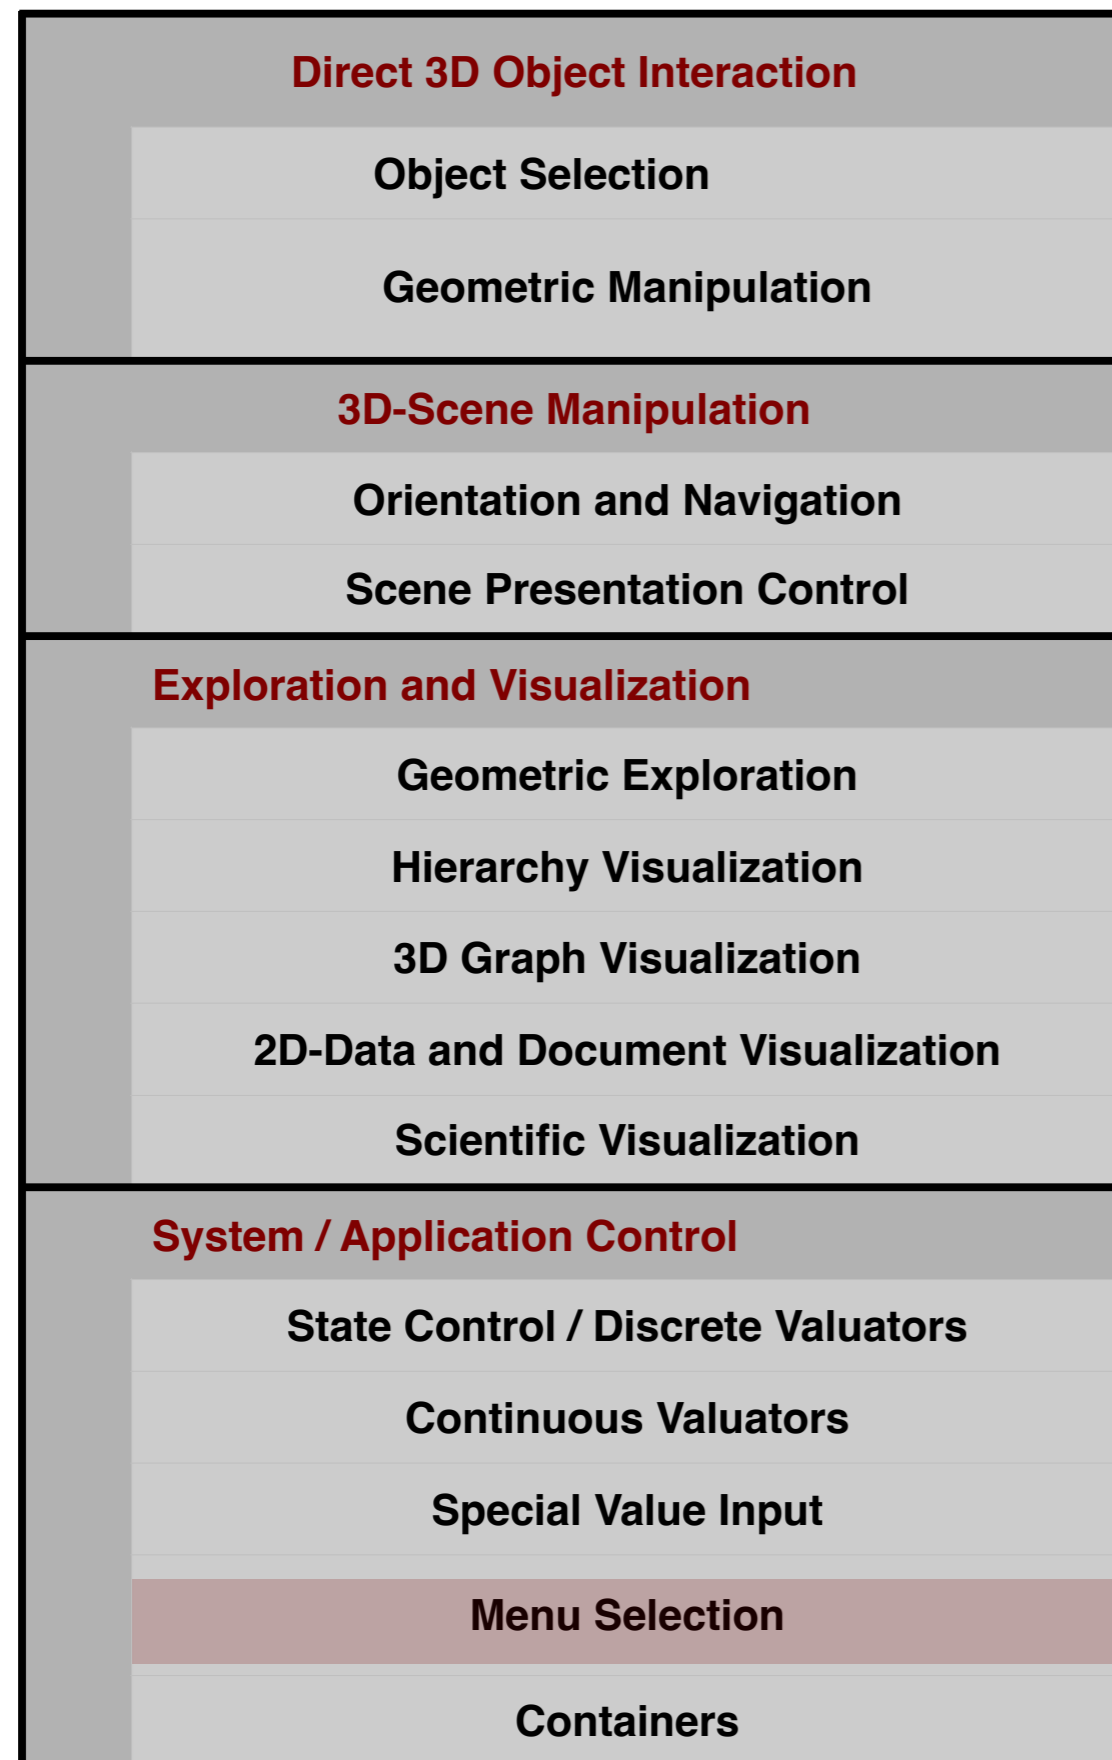 Direct 3D Object Interaction
Object Selection
Geometric Manipulation
3D-Scene Manipulation
Orientation and Navigation
Scene Presentation Control
Exploration and Visualization
Geometric Exploration
Hierarchy Visualization
3D Graph Visualization
2D-Data and Document Visualization
Scientific Visualization
System / Application Control
State Control / Discrete Valuators
Continuous Valuators
Special Value Input
Menu Selection
Containers